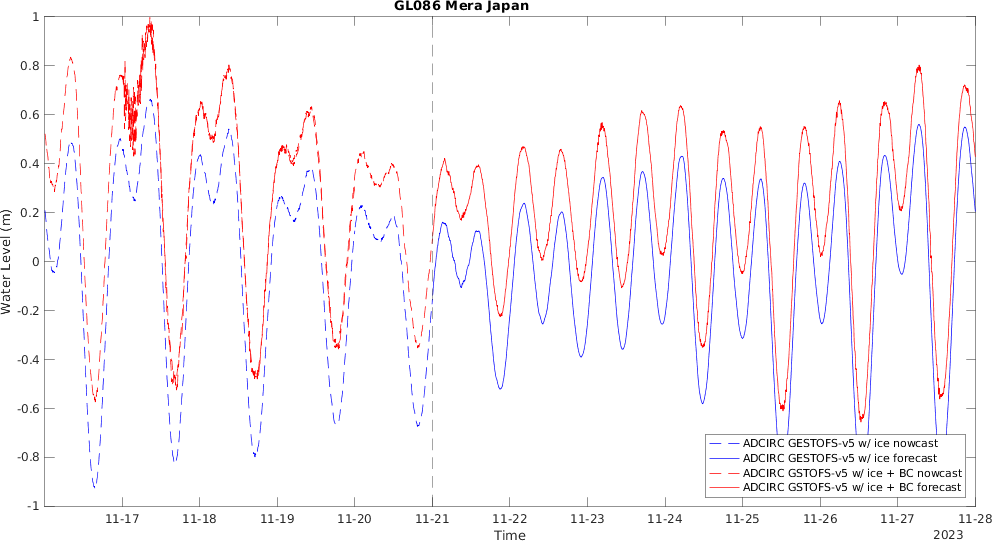 GL086 Mera Japan
1
0.8
0.6
0.4
0.2
0
-0.2
-0.4
-0.6
-0.8
-1
Water Level (m)
ADCIRC GESTOFS-v5 w/ ice nowcast
ADCIRC GESTOFS-v5 w/ ice forecast
ADCIRC GSTOFS-v5 w/ ice + BC nowcast
ADCIRC GSTOFS-v5 w/ ice + BC forecast
11-17 11-18 11-19 11-20 11-21 11-22 11-23 11-24 11-25 11-26 11-27 11-28
Time
2023